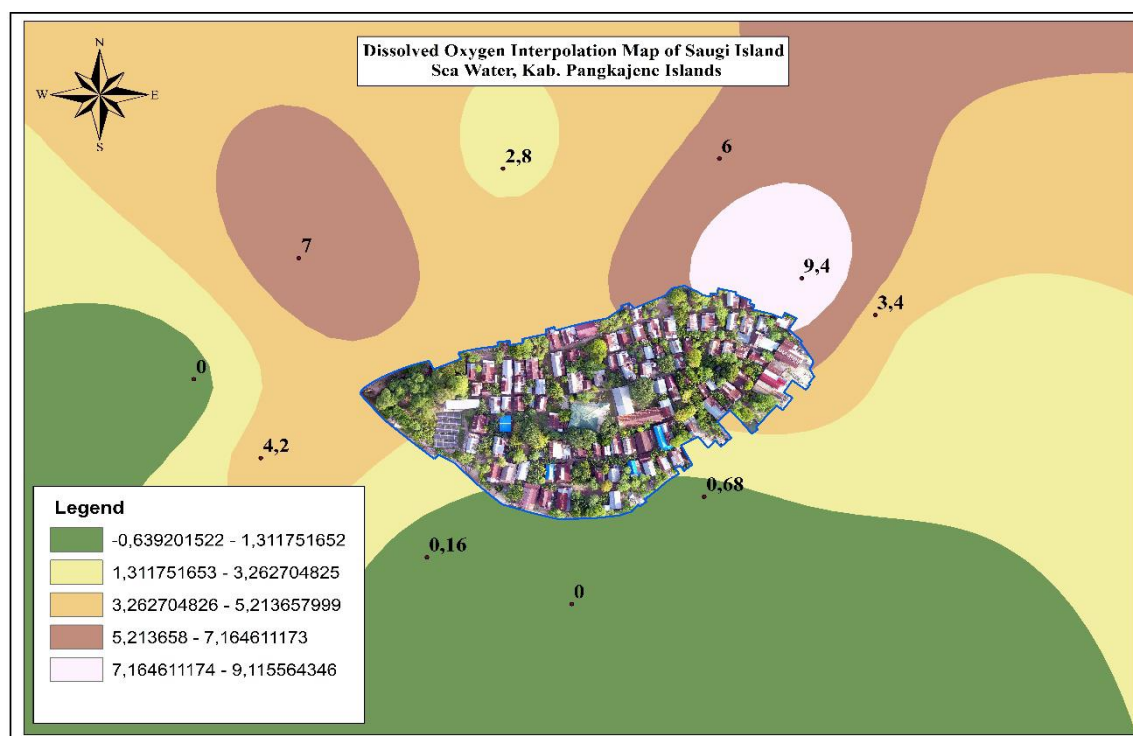 Dissolved Oxygen Interpolation Map of Saugi Island
Sea Water, Kab. Pangkajene Islands
N
W E
S
2,8
6
7
9,4
3,4
0
4,2
0,68
0,16
0
Legend
-0,639201522 - 1,311751652
1,311751653 - 3,262704825
3,262704826 - 5,213657999
5,213658 - 7,164611173
7,164611174 - 9,115564346